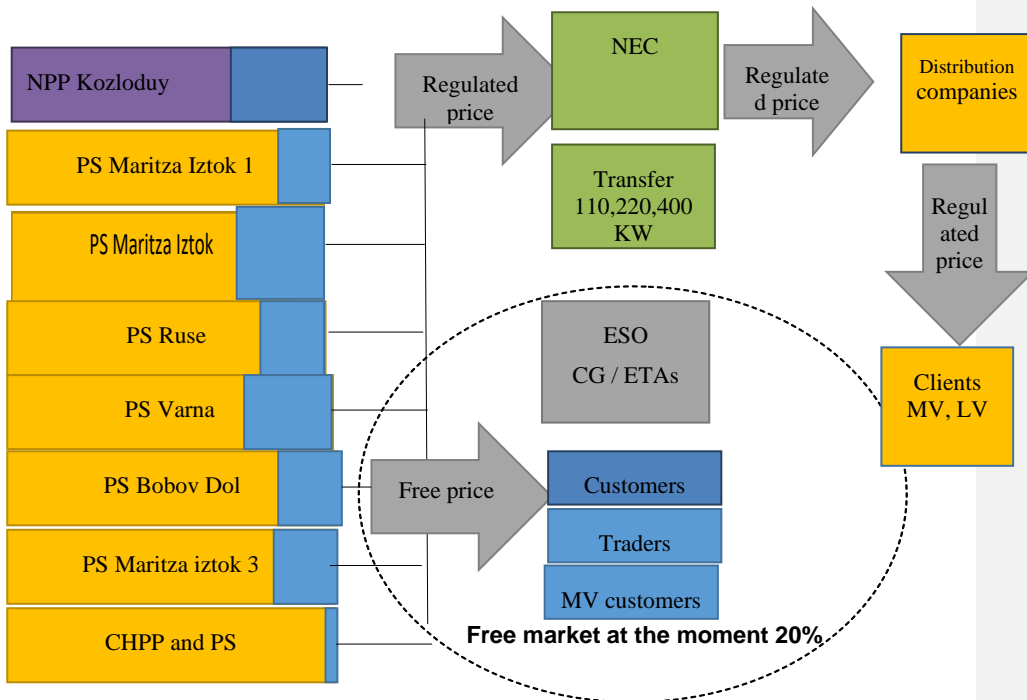 NPP Kozloduy
PS Maritza Iztok 1
PS Maritza Iztok
PS Ruse
PS Varna
PS Bobov Dol
PS Maritza iztok 3
CHPP and PS
Regulated
price
NEC
Regulate
d price
Distribution
companies
Transfer
110,220,400
KW
Regul
ated
price
ESO
CG / ETAs
Clients
MV, LV
Free price
Customers
Traders
MV customers
Free market at the moment 20%